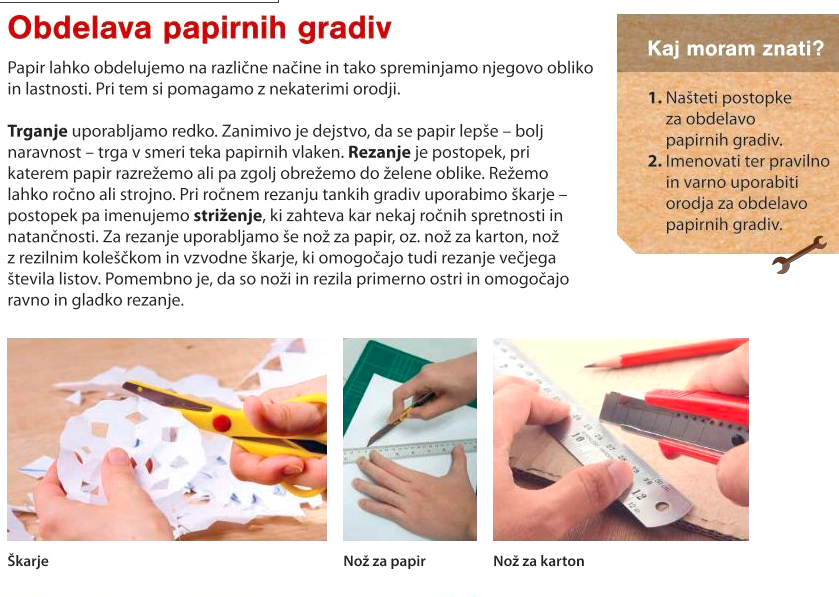 Obdelava papirnih gradiv
Papir lahko obdelujemo na različne načine in tako spreminjamo njegovo obliko
in lastnosti. Pri tem si pomagamo z nekaterimi orodji.
Trganje uporabljamo redko. Zanimivo je dejstvo, da se papir lepše – bolj
naravnost – trga v smeri teka papirnih vlaken. Rezanje je postopek, pri
katerem papir razrežemo ali pa zgolj obrežemo do želene oblike. Režemo
lahko ročno ali strojno. Pri ročnem rezanju tankih gradiv uporabimo škarje –
postopek pa imenujemo striženje, ki zahteva kar nekaj ročnih spretnosti in
natančnosti. Za rezanje uporabljamo še nož za papir, oz. nož za karton, nož
z rezilnim koleščkom in vzvodne škarje, ki omogočajo tudi rezanje večjega
števila listov. Pomembno je, da so noži in rezila primerno ostri in omogočajo
ravno in gladko rezanje.
Kaj moram znati?
1. Našteti postopke
za obdelavo
papirnih gradiv.
2. Imenovati ter pravilno
in varno uporabiti
orodja za obdelavo
papirnih gradiv.
Škarje
Nož za papir
Nož za karton